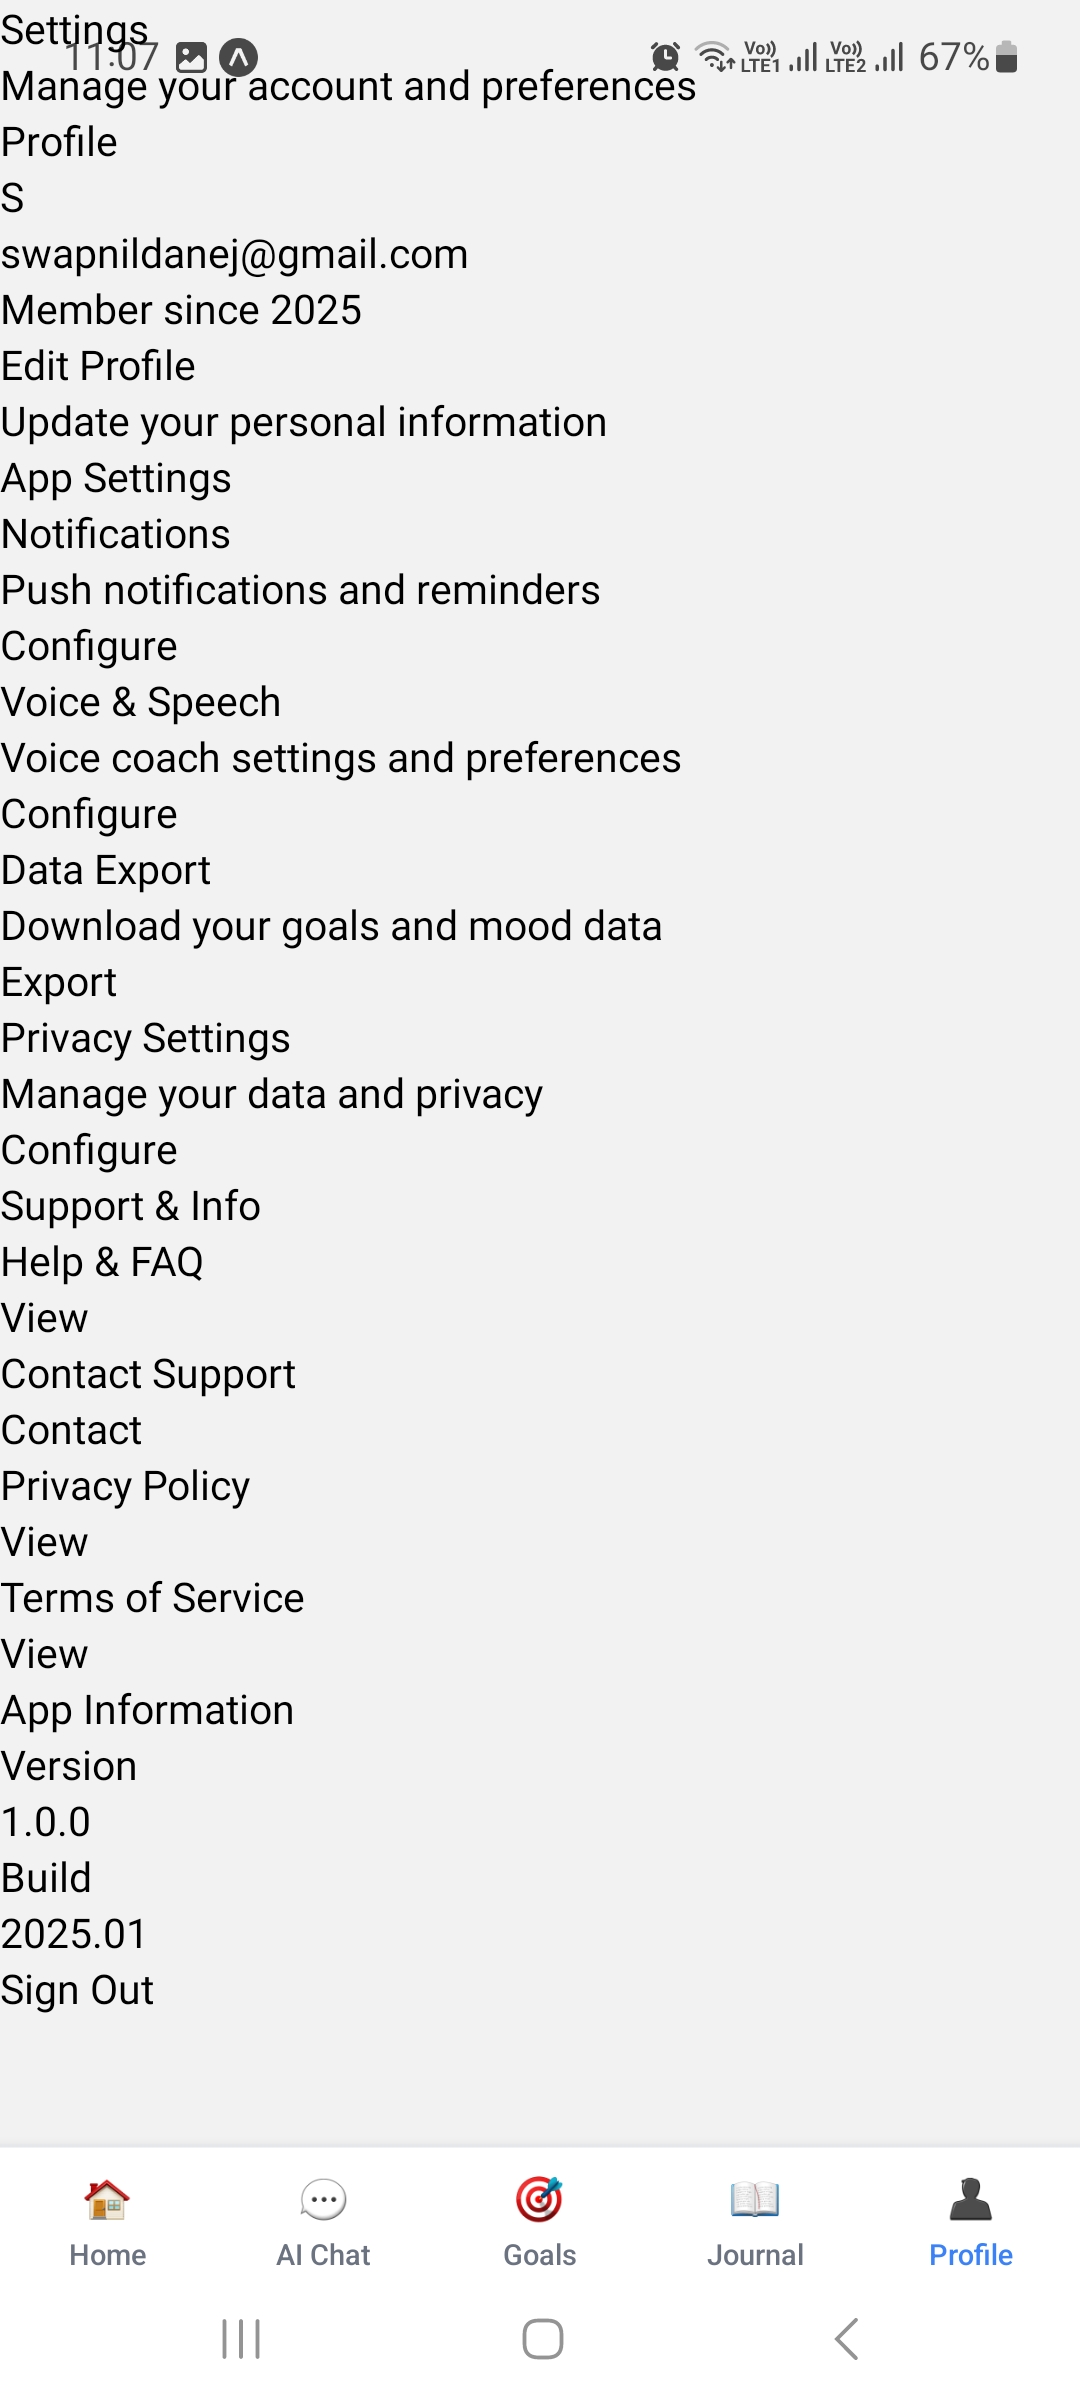 Settings
11:07 Vo)) LTE1 Vo)) LTE2 67%
Manage your account and preferences
Profile
S
swapnildanej@gmail.com
Member since 2025
Edit Profile
Update your personal information
App Settings
Notifications
Push notifications and reminders
Configure
Voice & Speech
Voice coach settings and preferences
Configure
Data Export
Download your goals and mood data
Export
Privacy Settings
Manage your data and privacy
Configure
Support & Info
Help & FAQ
View
Contact Support
Contact
Privacy Policy
View
Terms of Service
View
App Information
Version
1.0.0
Build
2025.01
Sign Out
Home AI Chat Goals Journal Profile